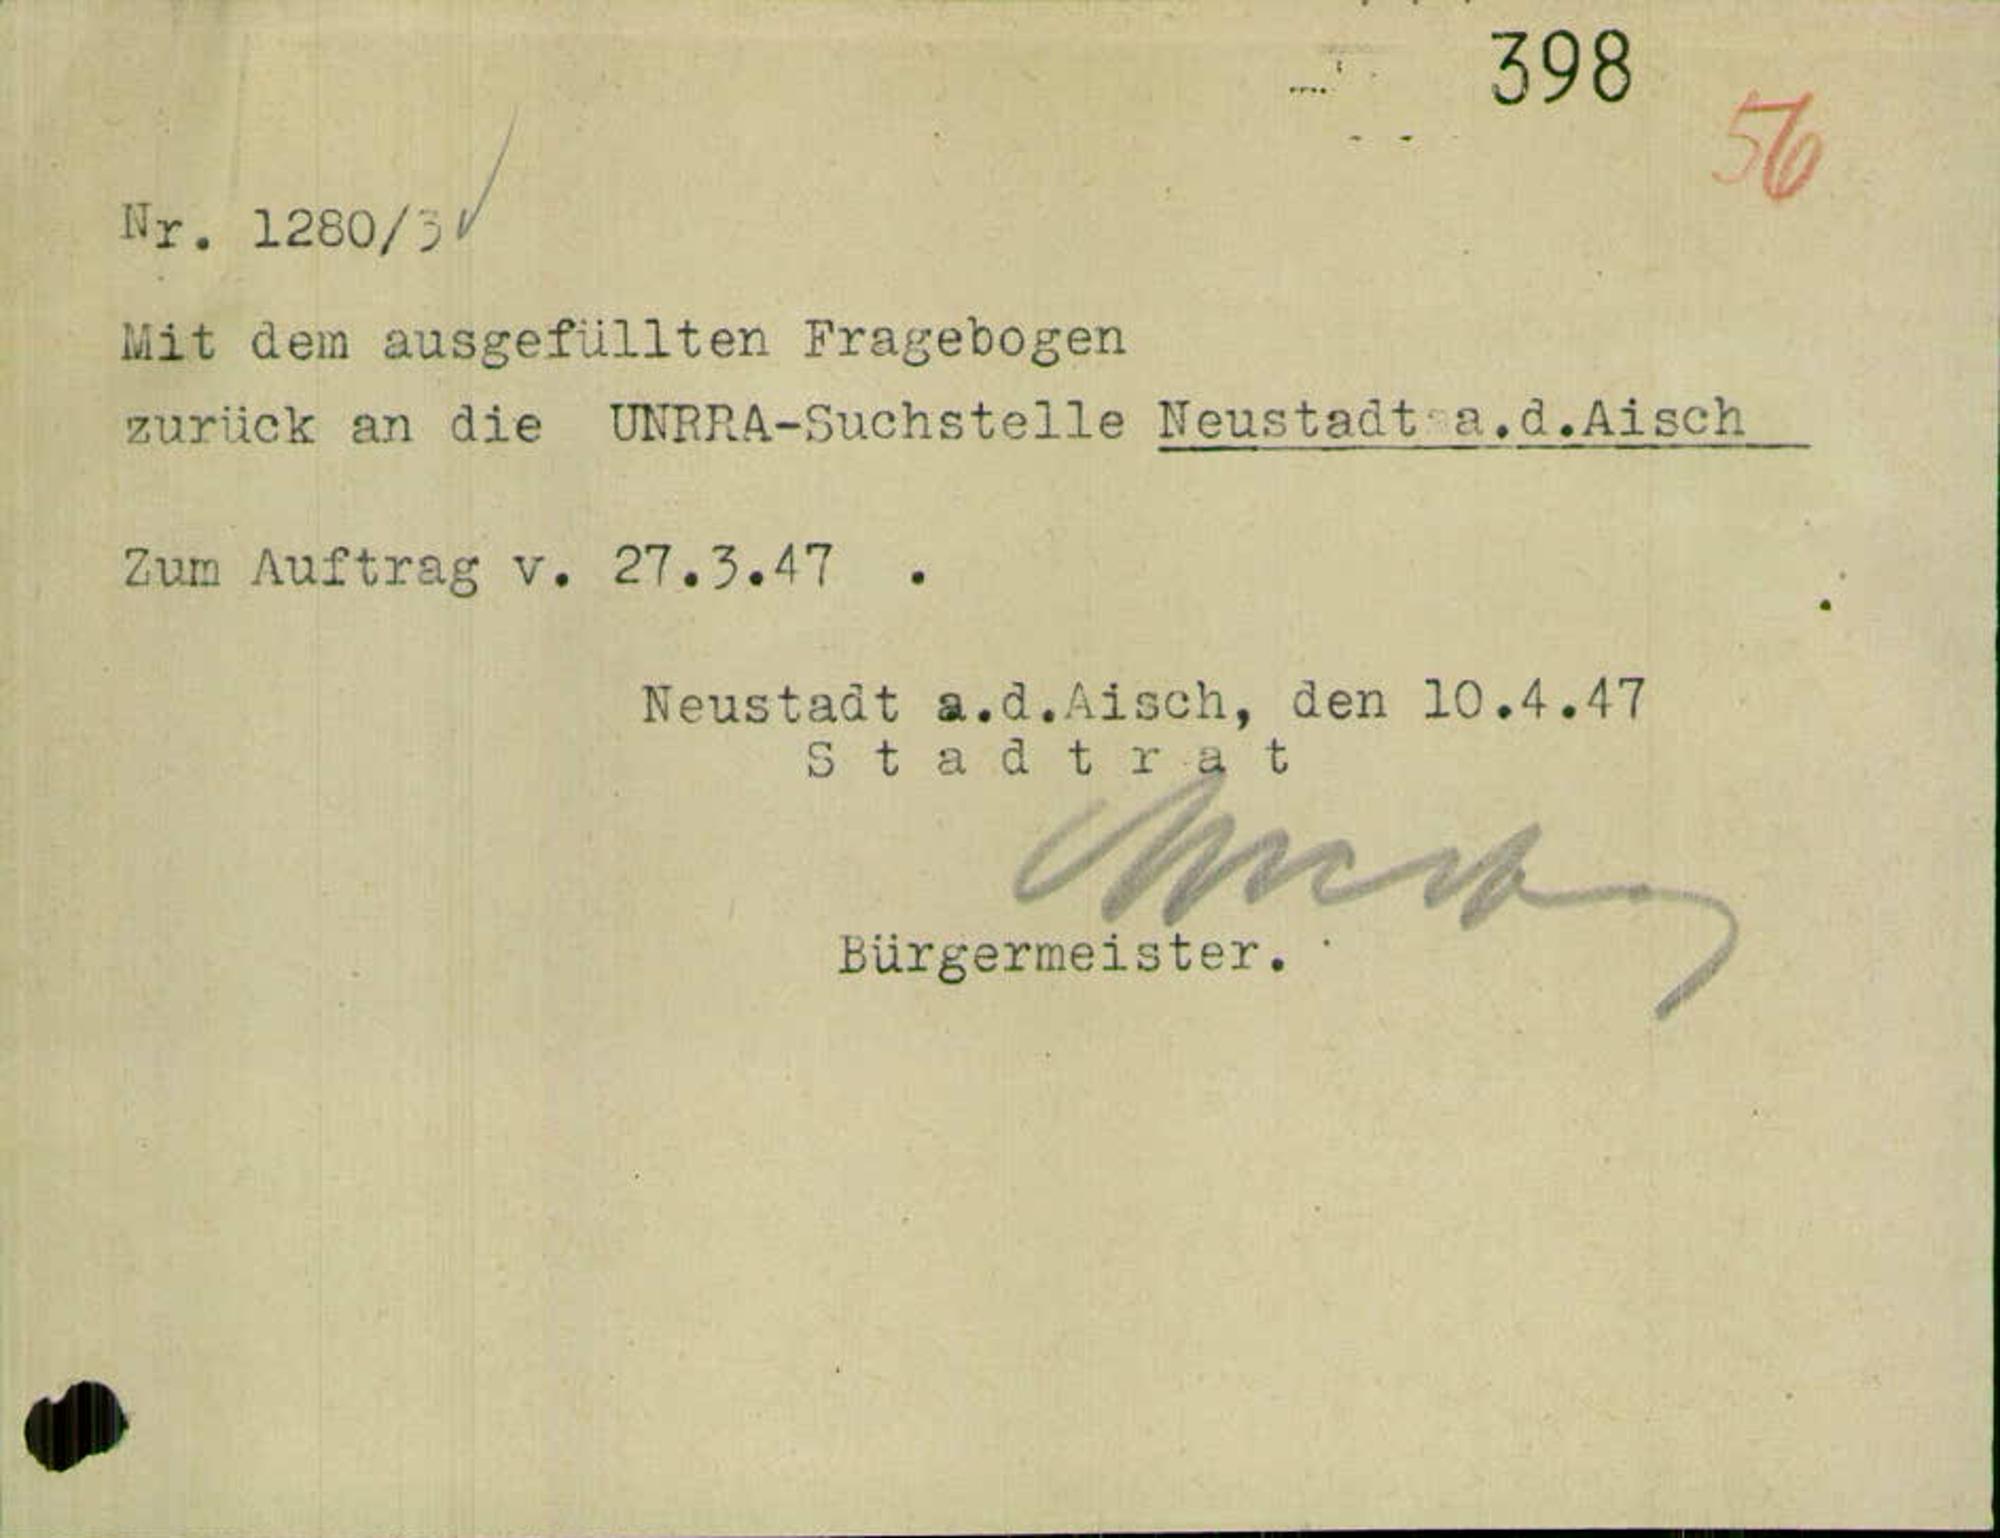 398
56
Nr. 1280/3
Mit dem ausgefüllten Fragebogen
zurück an die UNRRA-Suchstelle Neustadt a.d.Aisch
Zum Auftrag v. 27.3.47 .
Neustadt a.d.Aisch, den 10.4.47
S t a d t r a t
Bürgermeister.